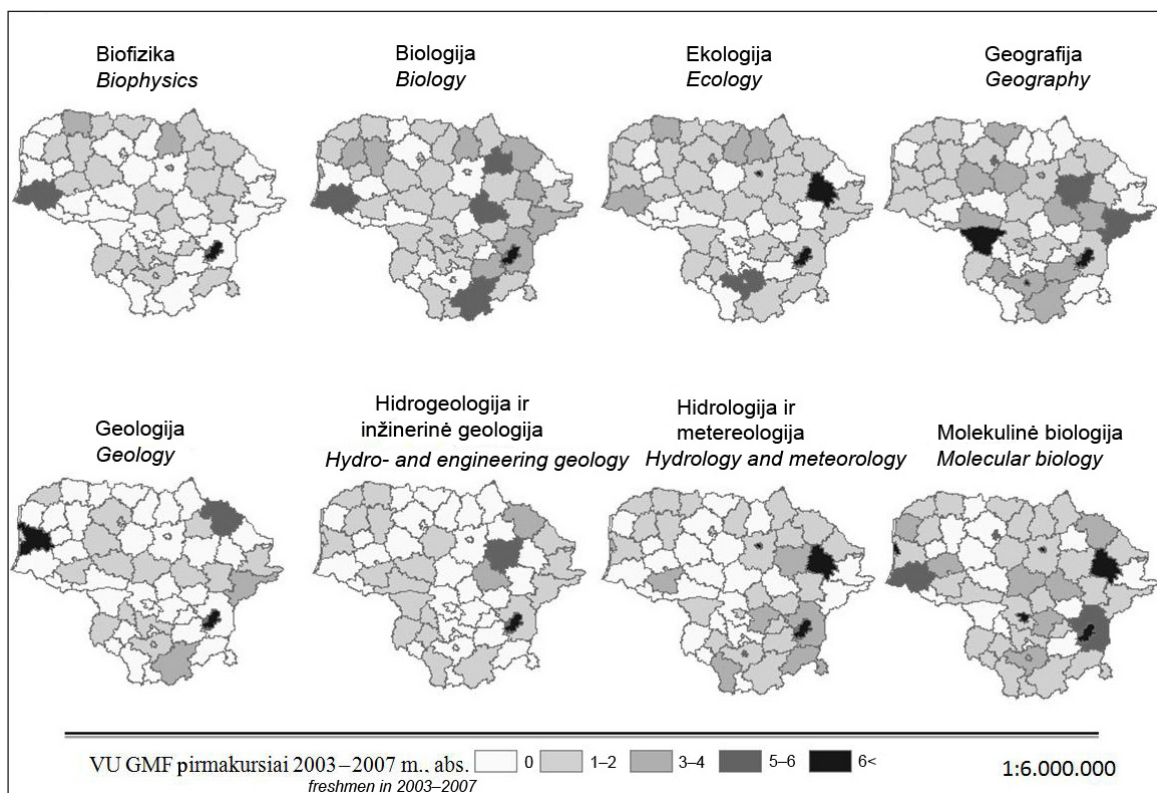 Biofizika
Biophysics
Biologija
Biology
Ekologija
Ecology
Geografija
Geography
Geologija
Geology
Hidrogeologija ir
inžinerinė geologija
Hydro- and engineering geology
Hidrologija ir
metereologija
Hydrology and meteorology
Molekulinė biologija
Molecular biology
VU GMF pirmakursiai 2003–2007 m., abs.
freshmen in 2003–2007
0 1–2 3–4 5–6 6<
1:6.000.000